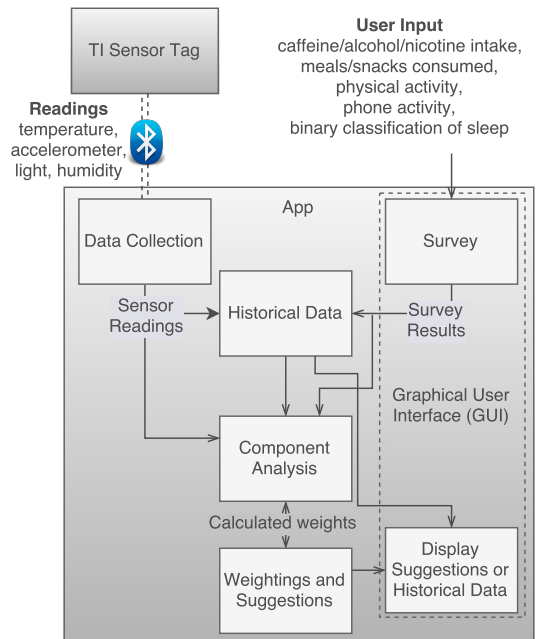 TI Sensor Tag
User Input
caffeine/alcohol/nicotine intake,
meals/snacks consumed,
physical activity,
phone activity,
binary classification of sleep
Readings
temperature,
accelerometer,
light, humidity
App
Data Collection
Survey
Sensor
Readings
Historical Data
Survey
Results
Graphical User
Interface (GUI)
Component
Analysis
Calculated weights
Weightings and
Suggestions
Display
Suggestions or
Historical Data